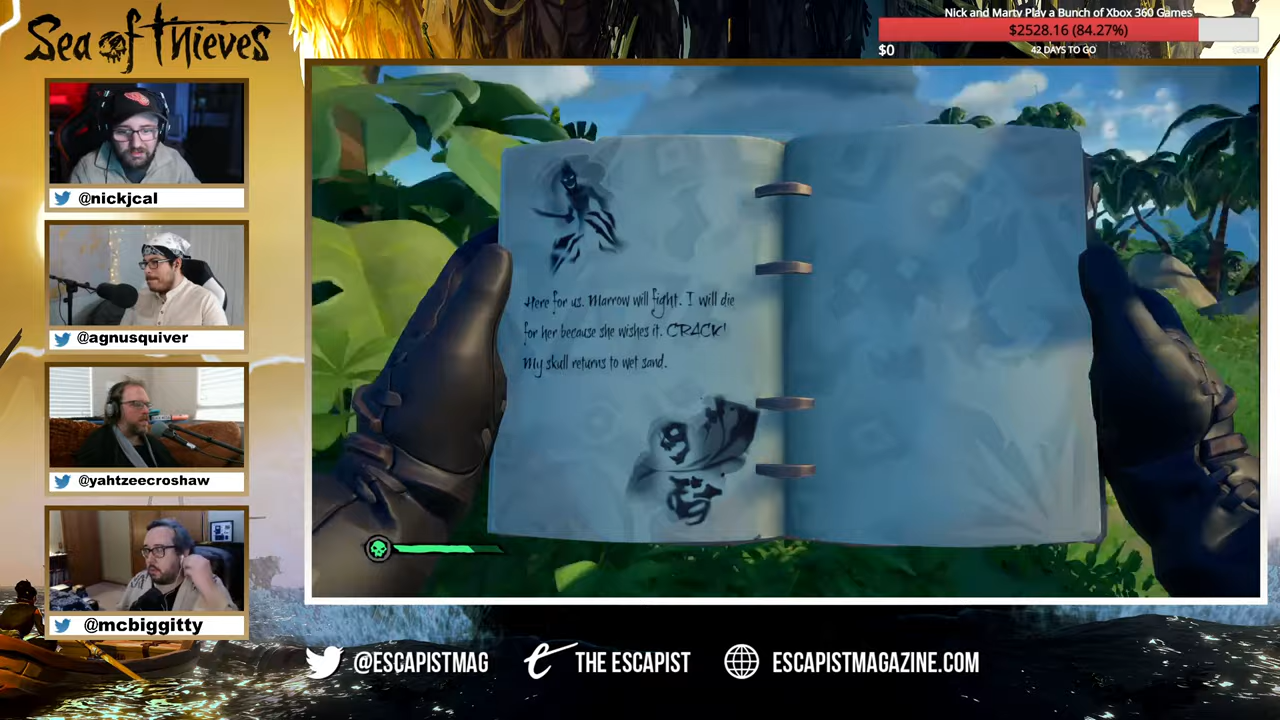 Sea of Thieves
@nickjcal
@agnusquiver
@yahtzeecroshaw
@mcbiggitty
Nick and Marty Play a Bunch of Xbox 360 Games
$2528.16 (84.27%)
$0
42 DAYS TO GO
Here for us. Marrow will fight. I will die
for her because she wishes it. CRACK!
My skull returns to wet sand.
@ESCAPISTMAG
THE ESCAPIST
ESCAPISTMAGAZINE.COM